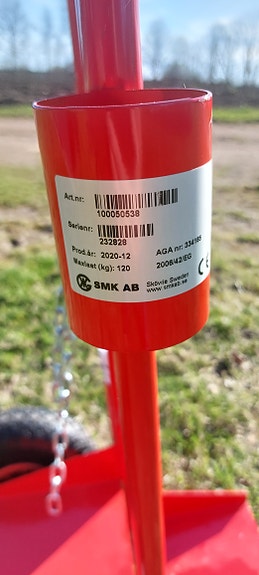 Art.nr:
100050538
Serienr:
232828
Prod.år: 2020-12
Maxlast (kg): 120
AGA nr: 334185
2006/42/EG
CE
SMK AB
Skövde Sweden
www.smkab.se